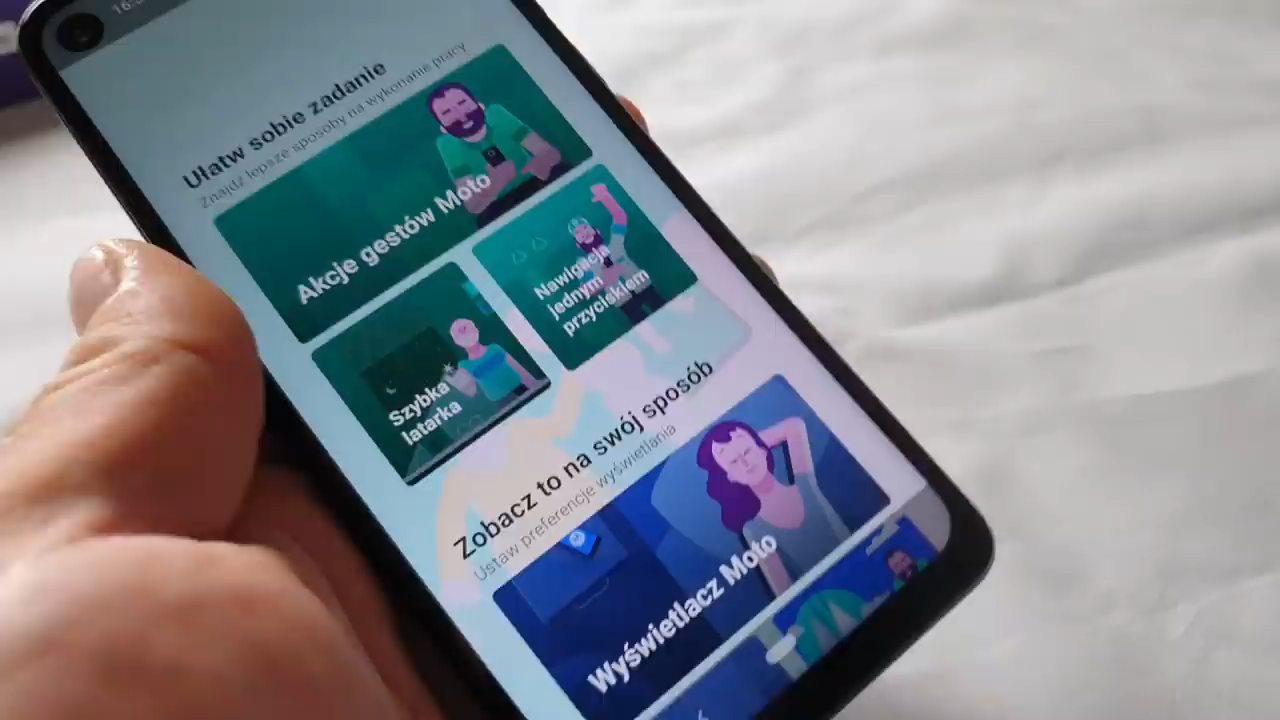 Ułatw sobie zadanie
Znajdź lepsze sposoby na wykonanie pracy
Akcje gestów Moto
Nawigacja
jednym
przyciskiem
Szybka
latarka
Zobacz to na swój sposób
Ustaw preferencje wyświetlania
Wyświetlacz Moto